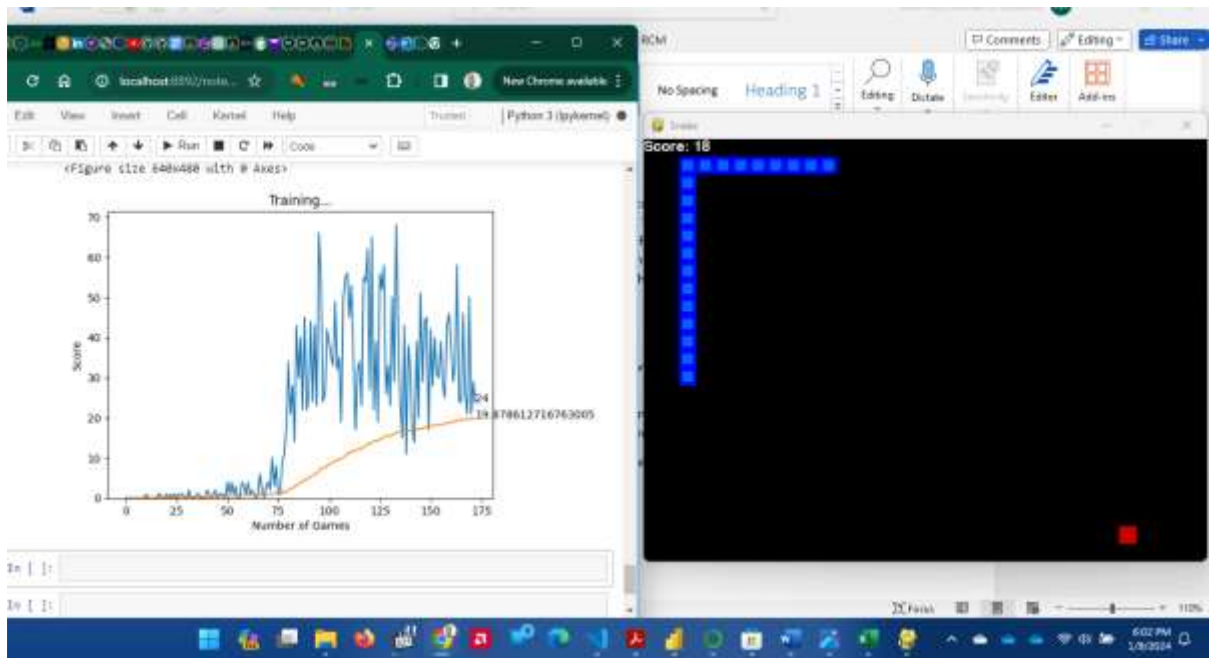 localhost:8892/note...
New Chrome available
Edit View Insert Cell Kernel Help
Trusted
Python 3 (ipykernel)
Run
Code
<Figure size 640x480 with 0 Axes>
Training...
70
60
50
40
30
20
10
0
Score
24
19.878612716763005
0 25 50 75 100 125 150 175
Number of Games
In [ ]:
In [ ]:
RCM
Comments
Editing
Share
No Spacing
Heading 1
Editing
Dictate
Editor
Add-ins
Snake
Score: 18
Focus
110%
6:02 PM
1/8/2024